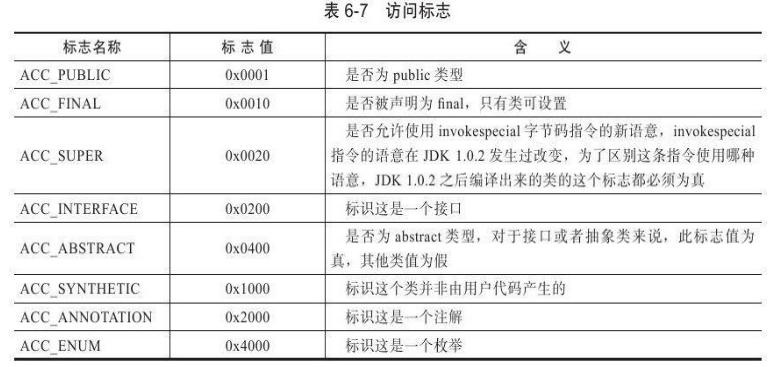 表 6-7 访问标志
标志名称 标 志 值 含 义
ACC_PUBLIC 0x0001 是否为 public 类型
ACC_FINAL 0x0010 是否被声明为 final，只有类可设置
是否允许使用 invokespecial 字节码指令的新语意，invokespecial
ACC_SUPER 0x0020 指令的语意在 JDK 1.0.2 发生过改变，为了区别这条指令使用哪种
语意，JDK 1.0.2 之后编译出来的类的这个标志都必须为真
ACC_INTERFACE 0x0200 标识这是一个接口
ACC_ABSTRACT 0x0400 是否为 abstract 类型，对于接口或者抽象类来说，此标志值为
真，其他类值为假
ACC_SYNTHETIC 0x1000 标识这个类并非由用户代码产生的
ACC_ANNOTATION 0x2000 标识这是一个注解
ACC_ENUM 0x4000 标识这是一个枚举